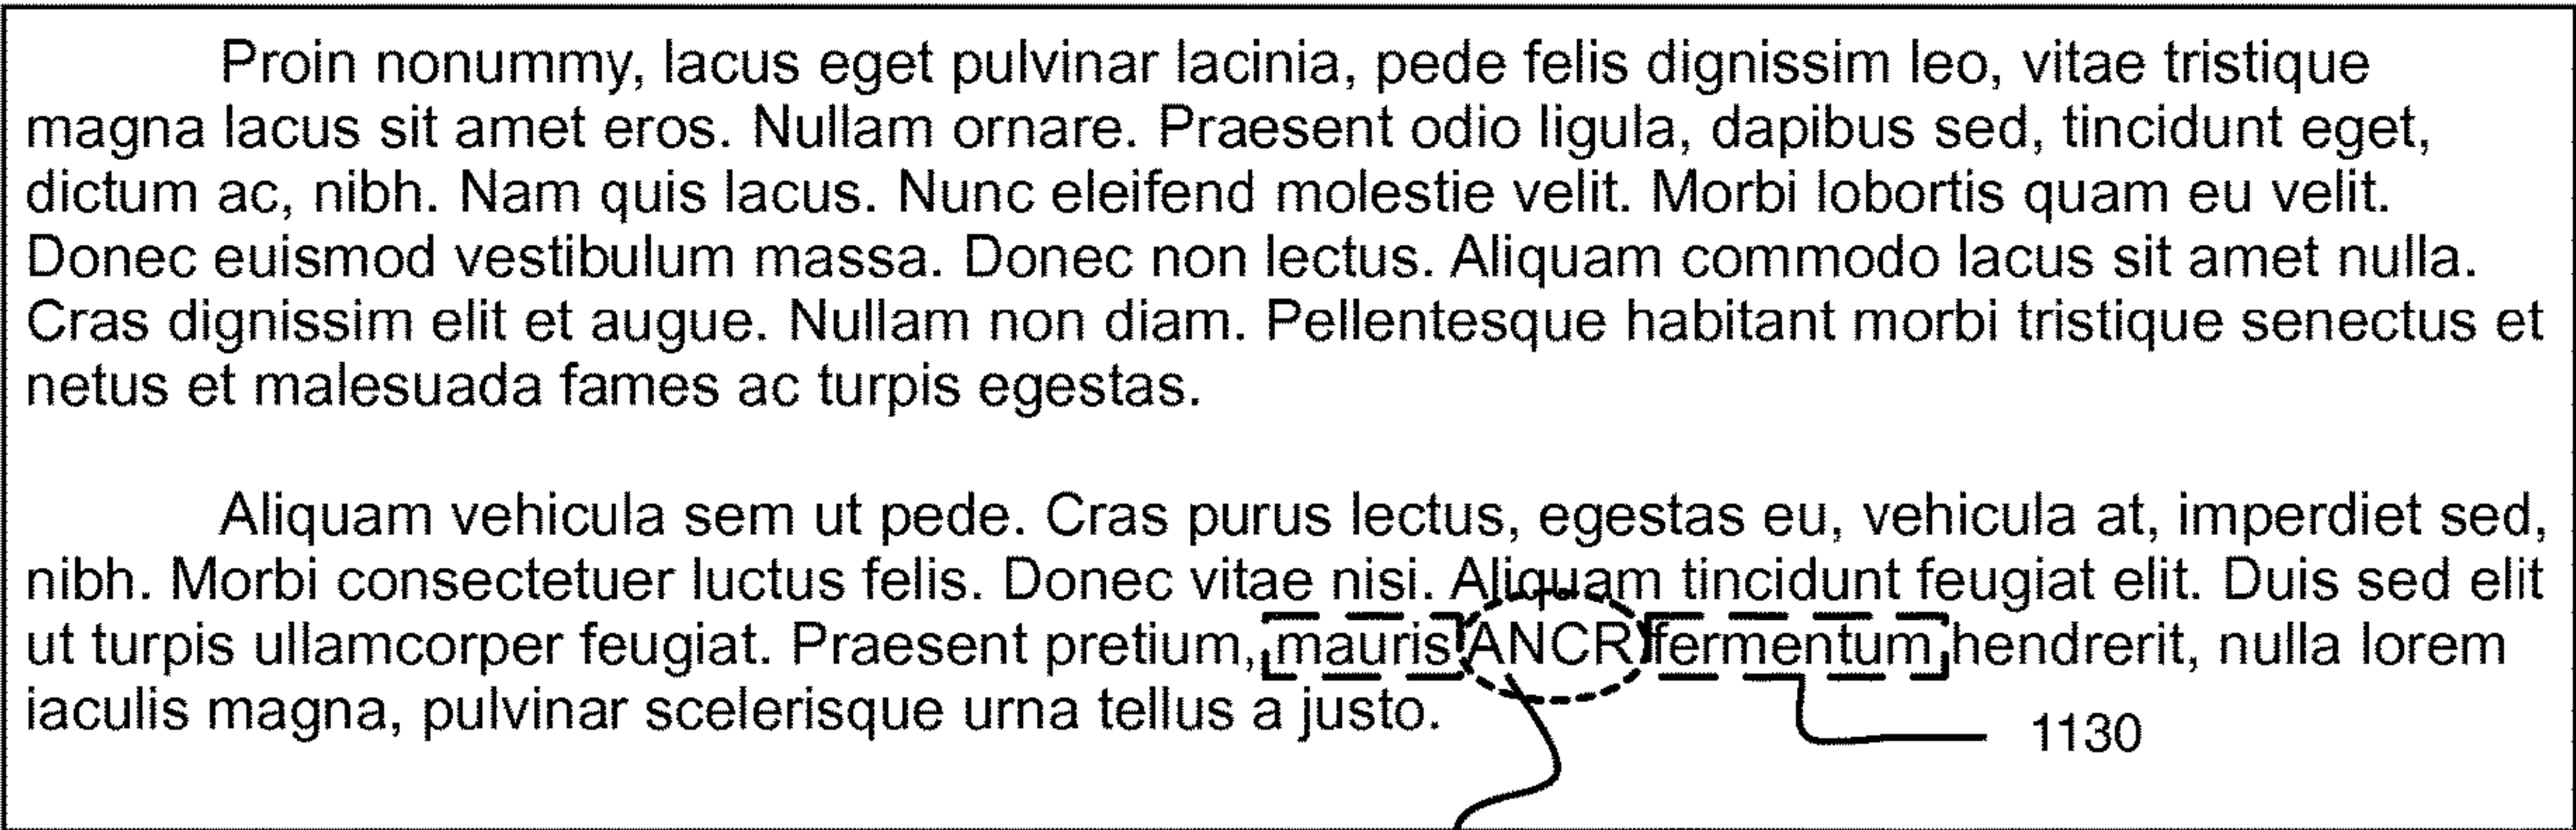 Proin nonummy, lacus eget pulvinar lacinia, pede felis dignissim leo, vitae tristique
magna lacus sit amet eros. Nullam ornare. Praesent odio ligula, dapibus sed, tincidunt eget,
dictum ac, nibh. Nam quis lacus. Nunc eleifend molestie velit. Morbi lobortis quam eu velit.
Donec euismod vestibulum massa. Donec non lectus. Aliquam commodo lacus sit amet nulla.
Cras dignissim elit et augue. Nullam non diam. Pellentesque habitant morbi tristique senectus et
netus et malesuada fames ac turpis egestas.
Aliquam vehicula sem ut pede. Cras purus lectus, egestas eu, vehicula at, imperdiet sed,
nibh. Morbi consectetuer luctus felis. Donec vitae nisi. Aliquam tincidunt feugiat elit. Duis sed elit
ut turpis ullamcorper feugiat. Praesent pretium, mauris ANCR fermentum hendrerit, nulla lorem
iaculis magna, pulvinar scelerisque urna tellus a justo.
1130